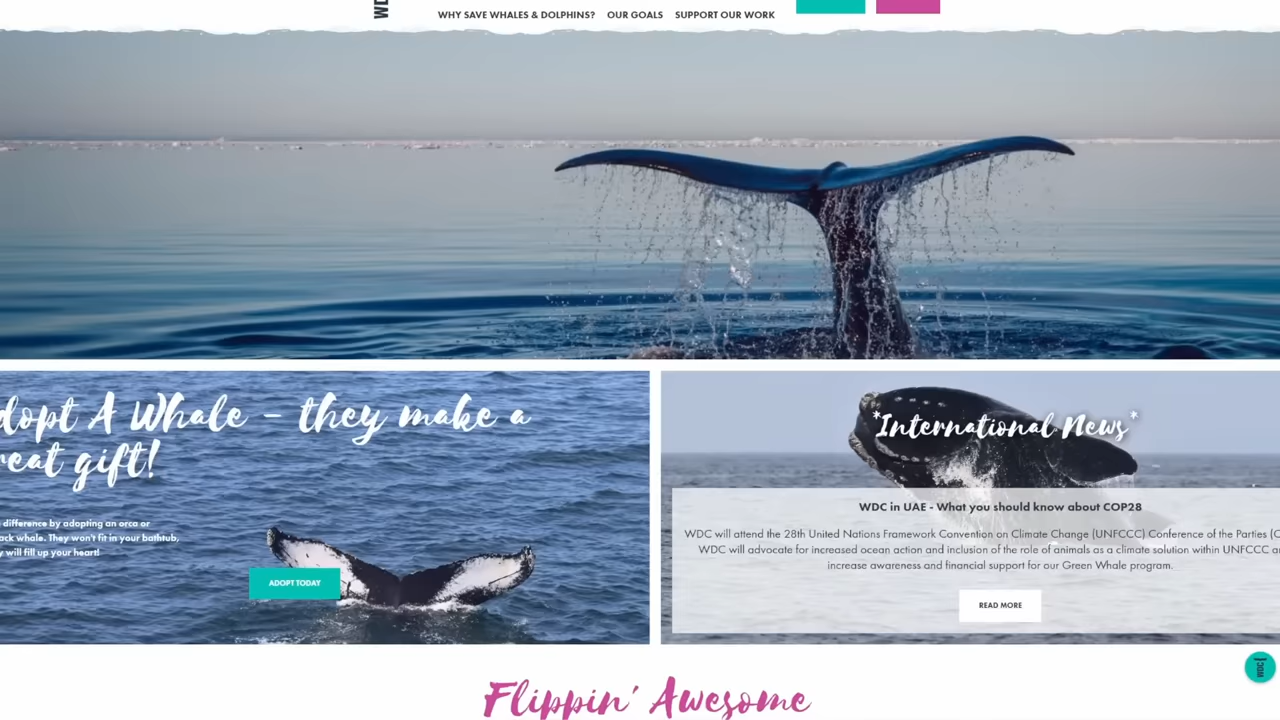 WHY SAVE WHALES & DOLPHINS? OUR GOALS SUPPORT OUR WORK
dopt A Whale – they make a
reat gift!
difference by adopting an orca or
ack whale. They won't fit in your bathtub,
y will fill up your heart!
ADOPT TODAY
*International News*
WDC in UAE - What you should know about COP28
WDC will attend the 28th United Nations Framework Convention on Climate Change (UNFCCC) Conference of the Parties (C
WDC will advocate for increased ocean action and inclusion of the role of animals as a climate solution within UNFCCC a
increase awareness and financial support for our Green Whale program.
READ MORE
WDC
Flippin' Awesome